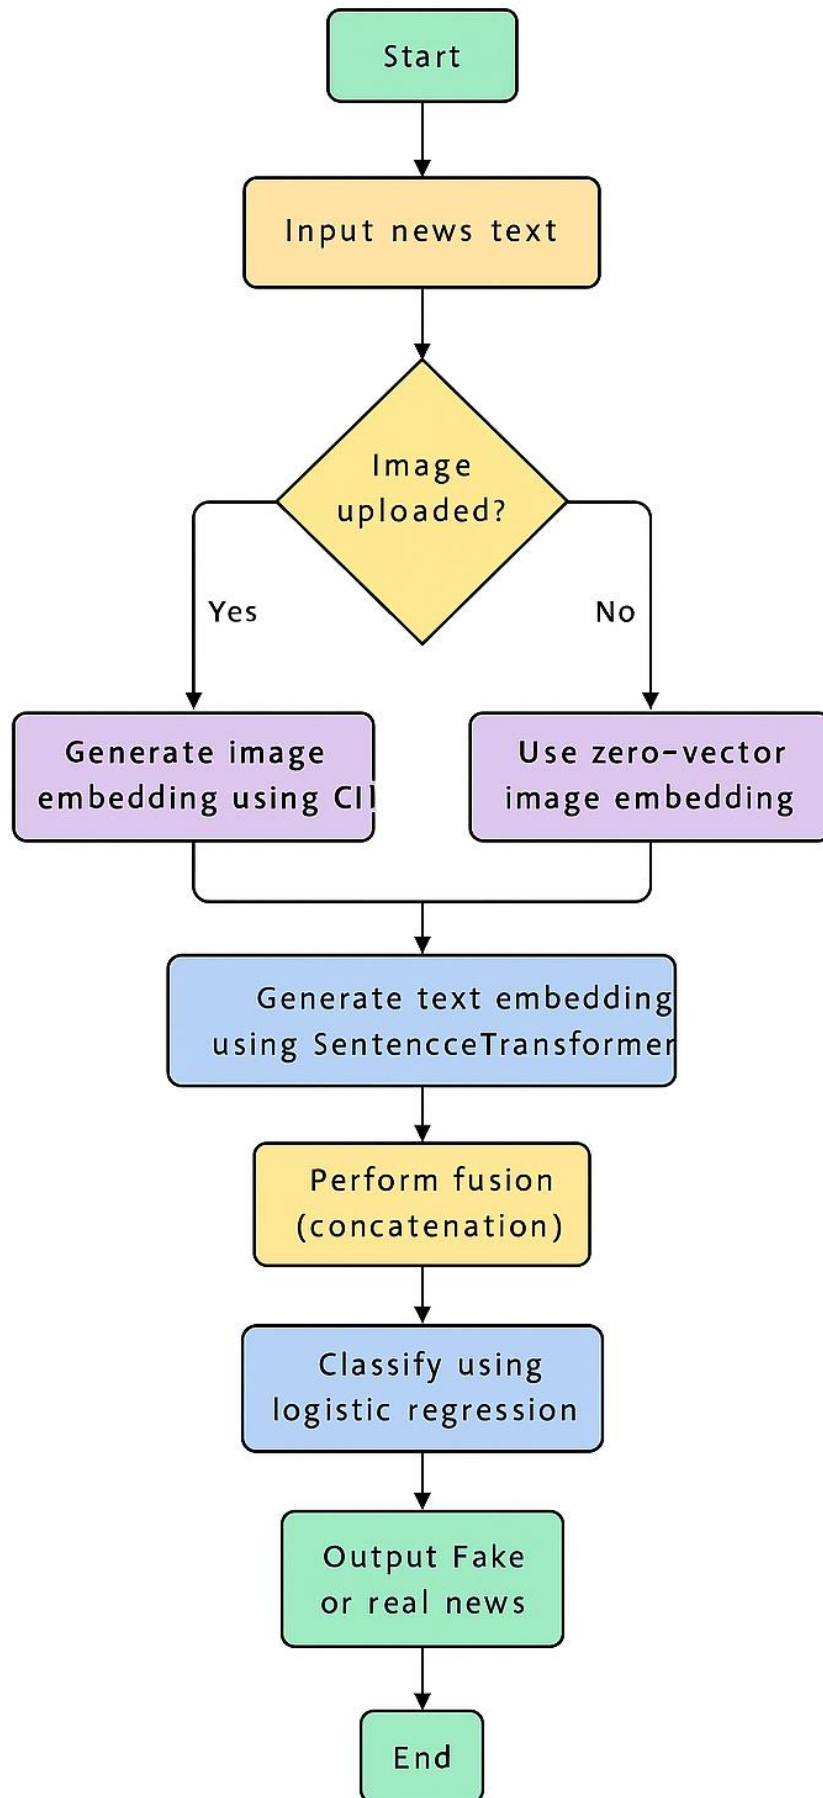 Start
Input news text
Image
uploaded?
Yes
No
Generate image
embedding using
Use zero-vector
image embedding
Generate text embedding
using SentencceTransformer
Perform fusion
(concatenation)
Classify using
logistic regression
Output Fake
or real news
End